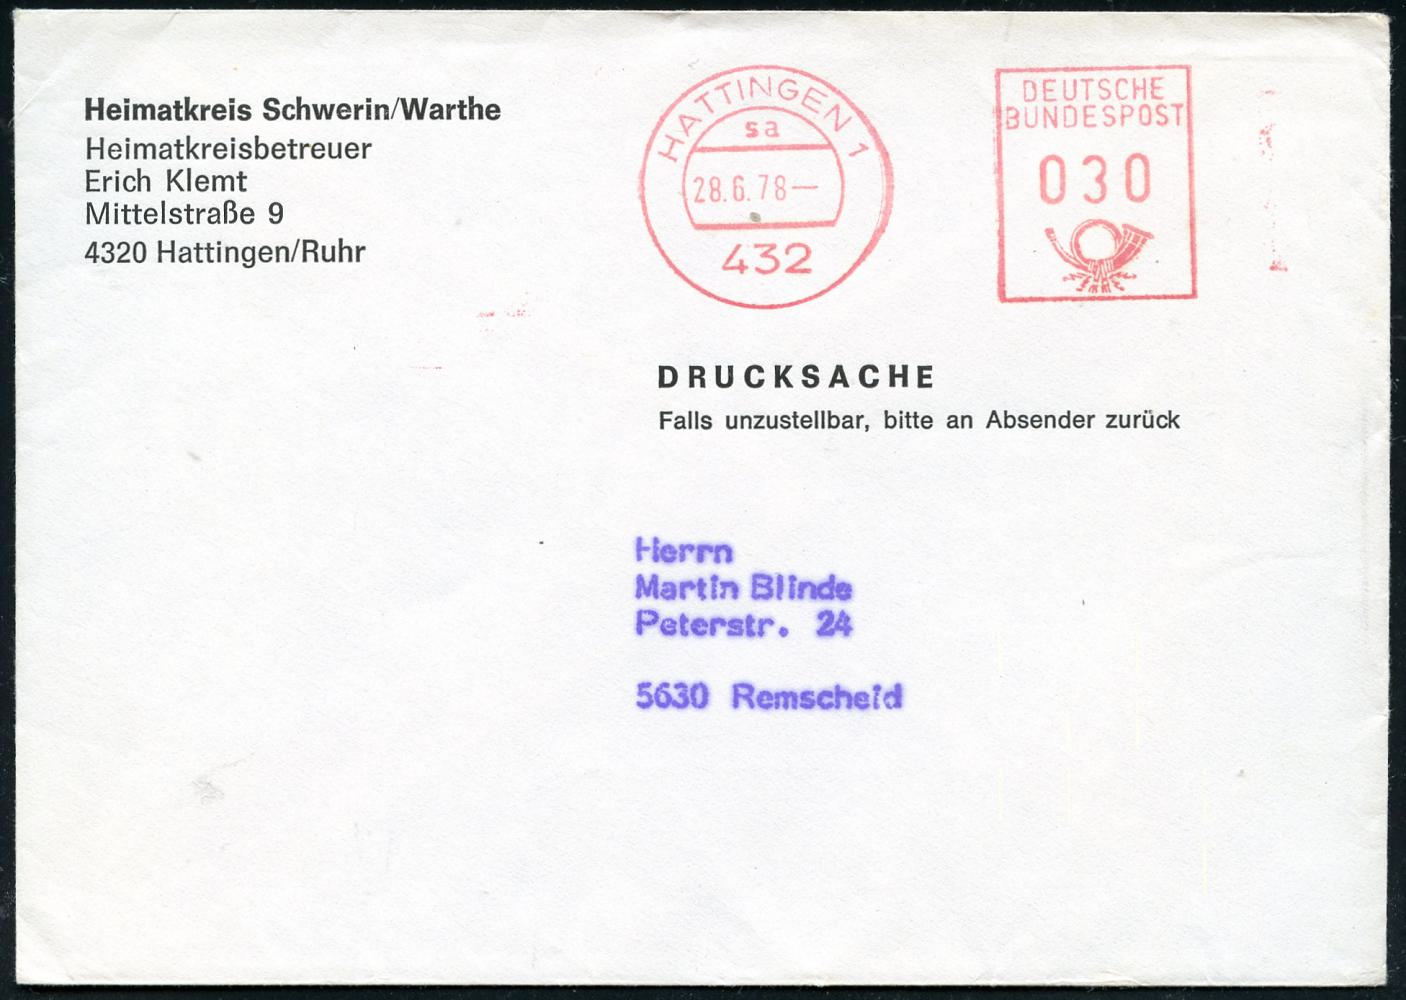 Heimatkreis Schwerin/Warthe
Heimatkreisbetreuer
Erich Klemt
Mittelstraße 9
4320 Hattingen/Ruhr
HATTINGEN 1
sa
28.6.78—
432
DEUTSCHE
BUNDESPOST
030
DRUCKSACHE
Falls unzustellbar, bitte an Absender zurück
Herrn
Martin Blinde
Peterstr. 24
5630 Remscheid